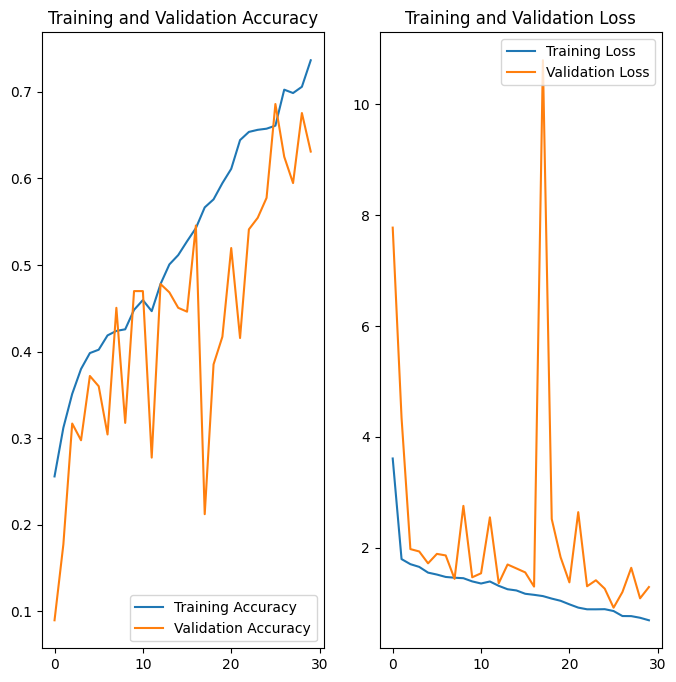 Training and Validation Accuracy
0.7
0.6
0.5
0.4
0.3
0.2
0.1
0 10 20 30
Training Accuracy
Validation Accuracy
Training and Validation Loss
10
8
6
4
2
0 10 20 30
Training Loss
Validation Loss